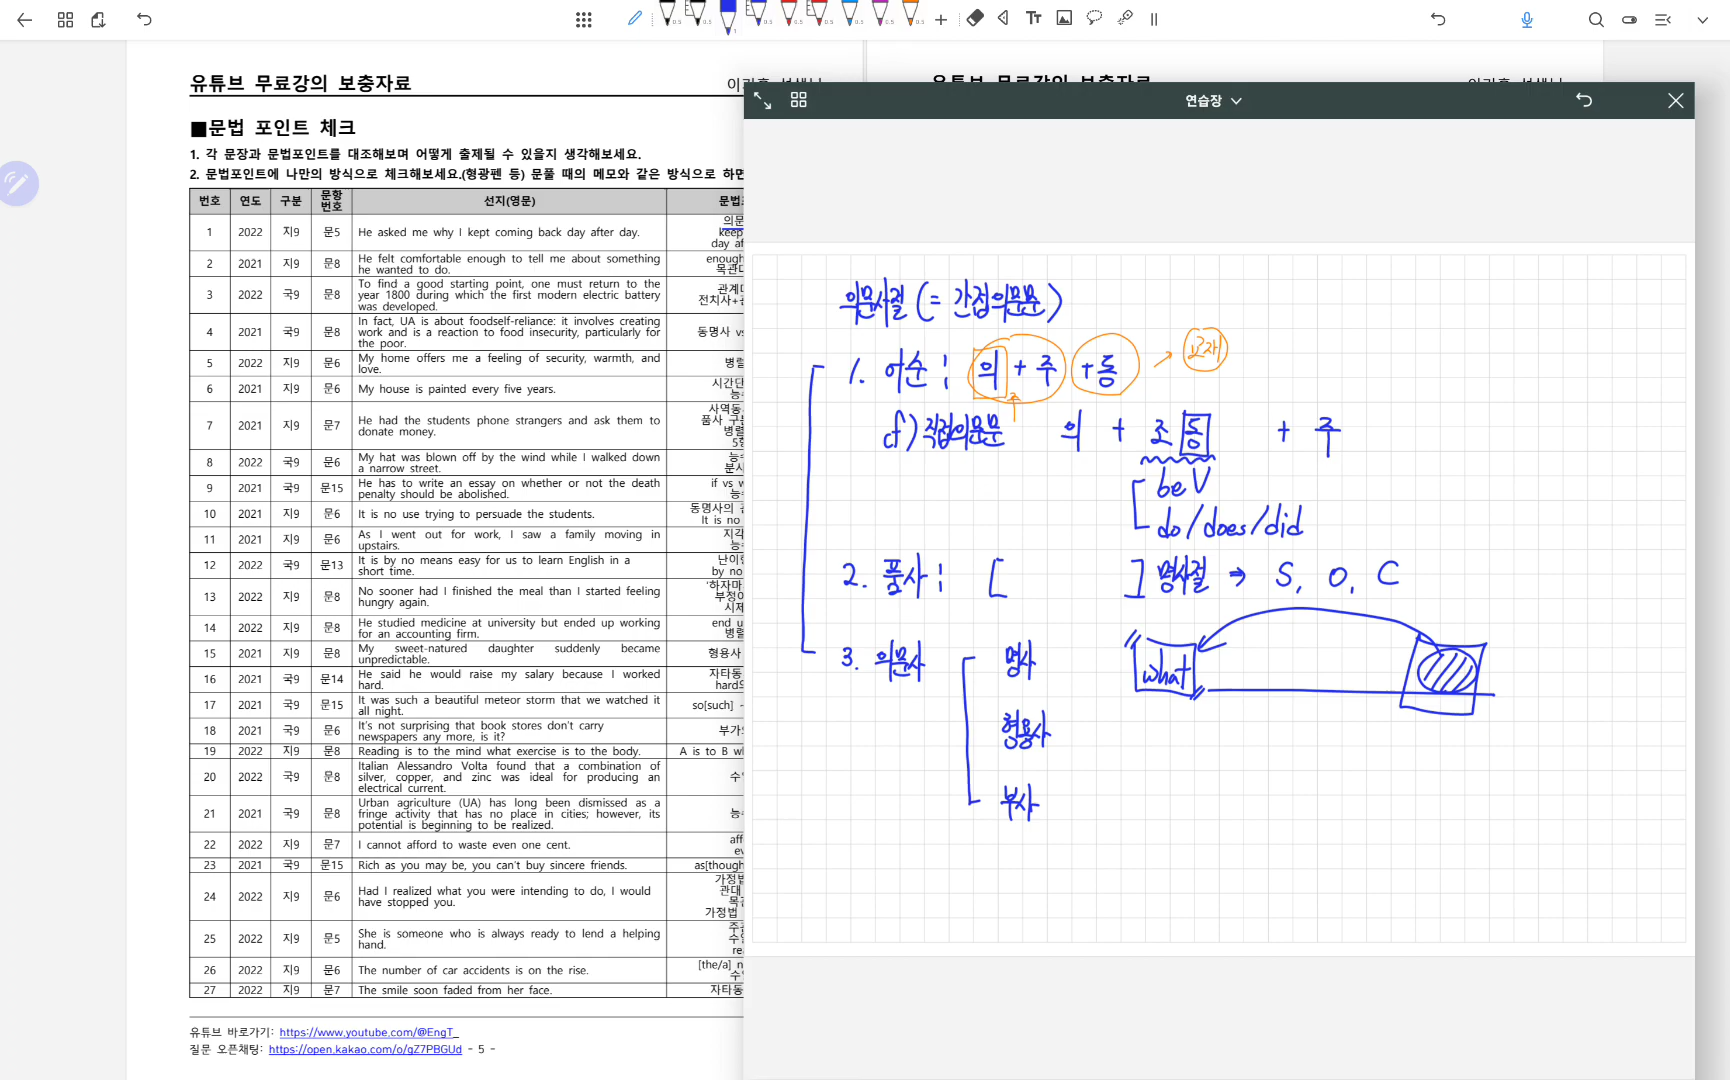 유튜브 무료강의 보충자료
■문법 포인트 체크
1. 각 문장과 문법포인트를 대조해보며 어떻게 출제될 수 있을지 생각해보세요.
2. 문법포인트에 나만의 방식으로 체크해보세요.(형광펜 등) 문풀 때의 메모와 같은 방식으로 하면
번호 연도 구분 문항번호 선지(영문)
1 2022 지9 문5 He asked me why I kept coming back day after day.
2 2021 지9 문8 He felt comfortable enough to tell me about something he wanted to do.
3 2022 국9 문8 To find a good starting point, one must return to the year 1800 during which the first modern electric battery was developed.
4 2021 국9 문8 In fact, UA is about foodself-reliance: it involves creating work and is a reaction to food insecurity, particularly for the poor.
5 2022 지9 문6 My home offers me a feeling of security, warmth, and love.
6 2021 지9 문6 My house is painted every five years.
7 2021 지9 문7 He had the students phone strangers and ask them to donate money.
8 2022 국9 문6 My hat was blown off by the wind while I walked down a narrow street.
9 2021 국9 문15 He has to write an essay on whether or not the death penalty should be abolished.
10 2021 지9 문6 It is no use trying to persuade the students.
11 2021 지9 문6 As I went out for work, I saw a family moving in upstairs.
12 2022 국9 문13 It is by no means easy for us to learn English in a short time.
13 2022 지9 문8 No sooner had I finished the meal than I started feeling hungry again.
14 2022 지9 문8 He studied medicine at university but ended up working for an accounting firm.
15 2021 지9 문8 My sweet-natured daughter suddenly became unpredictable.
16 2021 국9 문14 He said he would raise my salary because I worked hard.
17 2021 국9 문15 It was such a beautiful meteor storm that we watched it all night.
18 2021 국9 문6 It's not surprising that book stores don't carry newspapers any more, is it?
19 2022 지9 문8 Reading is to the mind what exercise is to the body. A is to B
20 2022 국9 문8 Italian Alessandro Volta found that a combination of silver, copper, and zinc was ideal for producing an electrical current.
21 2021 국9 문8 Urban agriculture (UA) has long been dismissed as a fringe activity that has no place in cities; however, its potential is beginning to be realized.
22 2022 지9 문7 I cannot afford to waste even one cent.
23 2021 국9 문15 Rich as you may be, you can't buy sincere friends.
24 2022 지9 문6 Had I realized what you were intending to do, I would have stopped you.
25 2022 지9 문5 She is someone who is always ready to lend a helping hand.
26 2022 지9 문6 The number of car accidents is on the rise.
27 2022 지9 문7 The smile soon faded from her face.
유튜브 바로가기: https://www.youtube.com/@EngT_
질문 오픈채팅: https://open.kakao.com/o/gZ7PBGUd - 5 -
연습장
의문사절 (= 간접의문문)
1. 어순 : 의 + 주 + 동
주
cf) 직접의문문 의 + 조동 + 주
be V
do/does/did
2. 품사 : [ ] 명사절 ⇒ S, O, C
3. 의문사 명사 what
형용사
부사